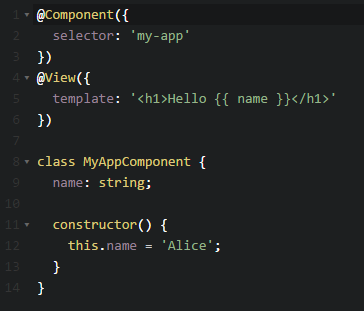 1 @Component({
2   selector: 'my-app'
3 })
4 @View({
5   template: '<h1>Hello {{ name }}</h1>'
6 })
7
8 class MyAppComponent {
9   name: string;
10
11   constructor() {
12     this.name = 'Alice';
13   }
14 }